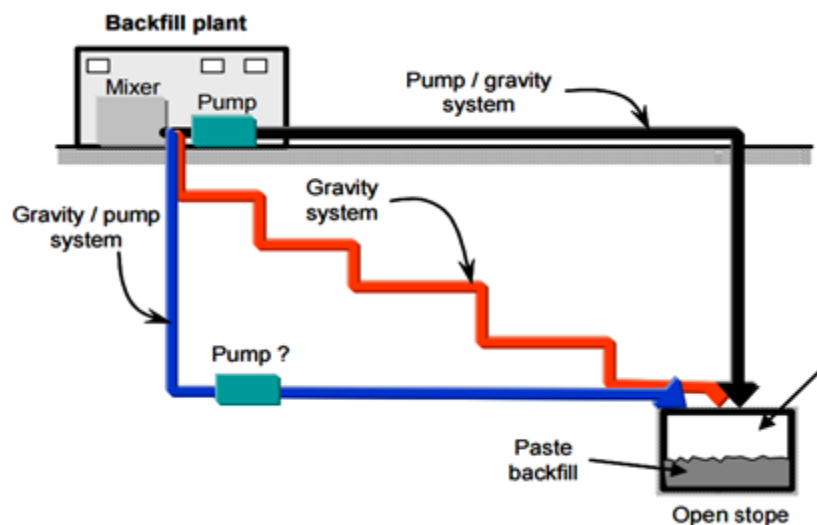 Backfill plant
Mixer
Pump
Pump / gravity
system
Gravity
system
Gravity / pump
system
Pump ?
Paste
backfill
Open stope